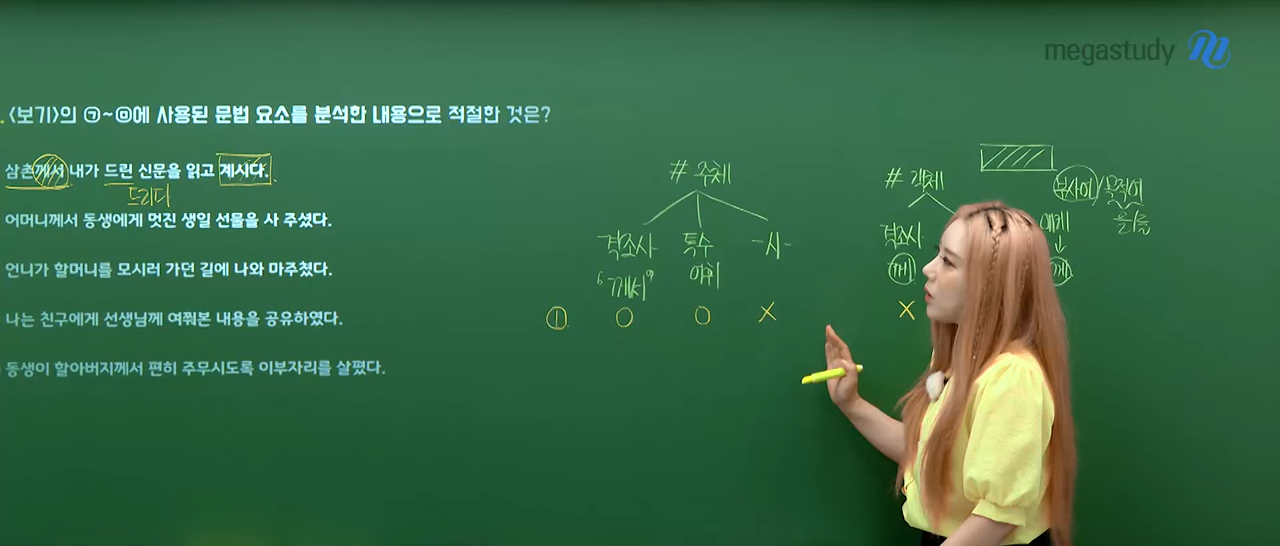 megastudy
. <보기>의 ㉠~㉤에 사용된 문법 요소를 분석한 내용으로 적절한 것은?
삼촌께서 내가 드린 신문을 읽고 계시다.
드리다
어머니께서 동생에게 멋진 생일 선물을 사 주셨다.
언니가 할머니를 모시러 가던 길에 나와 마주쳤다.
나는 친구에게 선생님께 여쭤본 내용을 공유하였다.
동생이 할아버지께서 편히 주무시도록 이부자리를 살폈다.
# 주체
격조사 특수 어휘 -시-
'께서'
① O O X
# 객체
부사어/목적어
격조사 에게 을/를
↓
께
X